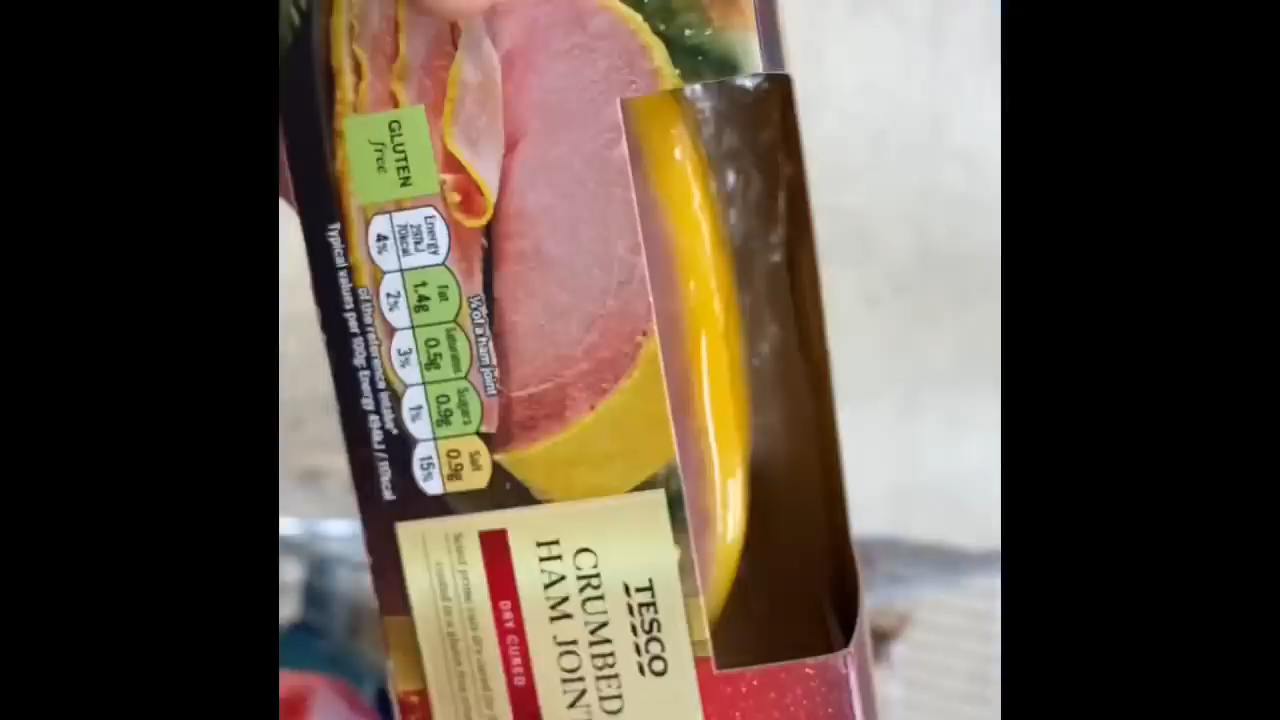 GLUTEN
free
Energy
297kJ
70kcal
4%
Fat
1.4g
2%
Saturates
0.5g
3%
Sugars
0.9g
1%
Salt
0.9g
15%
of a ham joint
of the reference intake*
Typical values per 100g: Energy
TESCO
CRUMBED
HAM JOINT
DRY CURED